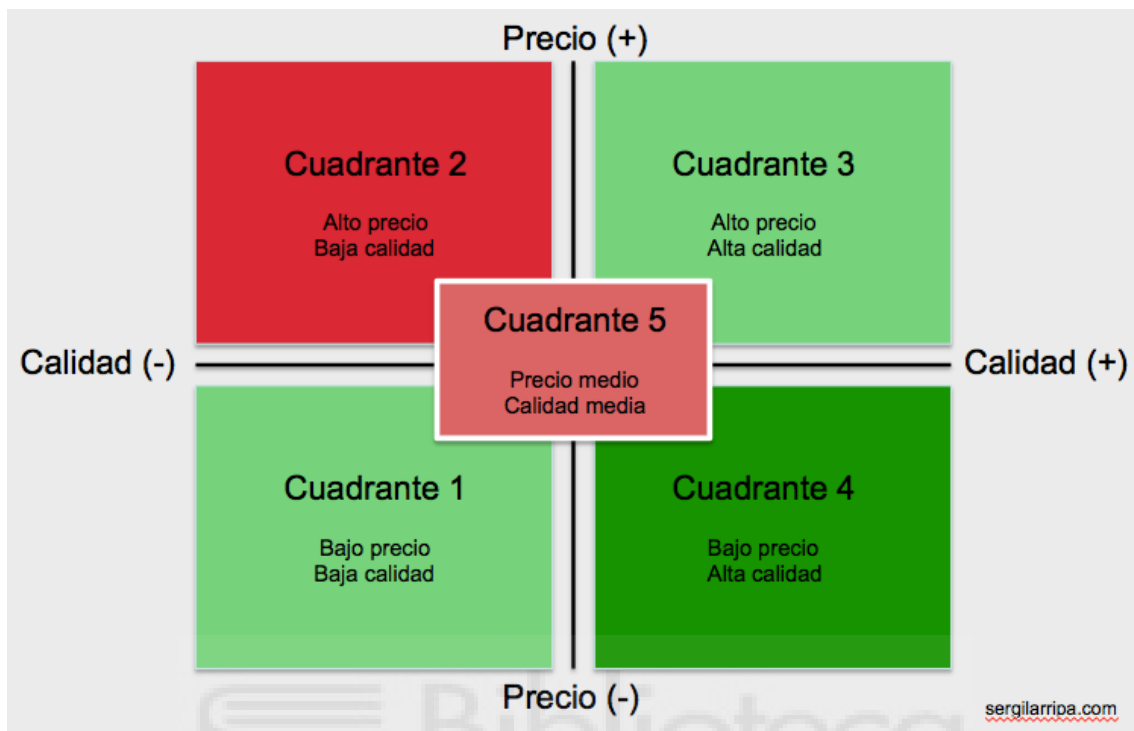 Precio (+)
Cuadrante 2
Alto precio
Baja calidad
Cuadrante 3
Alto precio
Alta calidad
Calidad (-)
Cuadrante 5
Precio medio
Calidad media
Calidad (+)
Cuadrante 1
Bajo precio
Baja calidad
Cuadrante 4
Bajo precio
Alta calidad
Precio (-)
Biblioteca
sergilarripa.com